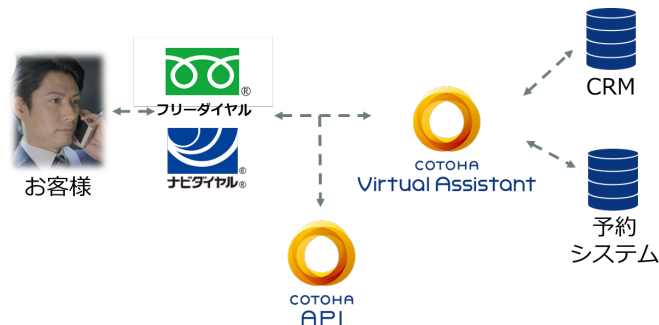 お客様
®
フリーダイヤル
®
ナビダイヤル®
COTOHA
Virtual Assistant
COTOHA
API
CRM
予約
システム